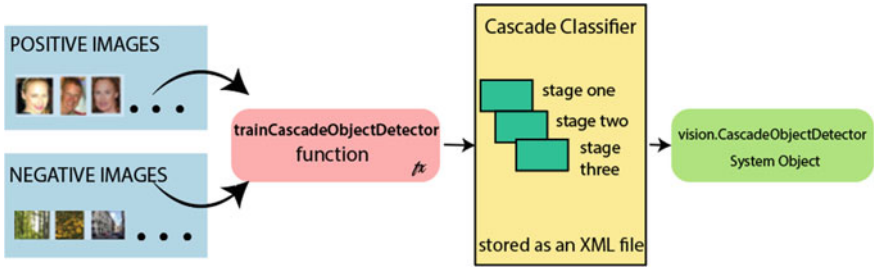 POSITIVE IMAGES
NEGATIVE IMAGES
trainCascadeObjectDetector
function
fx
Cascade Classifier
stage one
stage two
stage
three
stored as an XML file
vision.CascadeObjectDetector
System Object